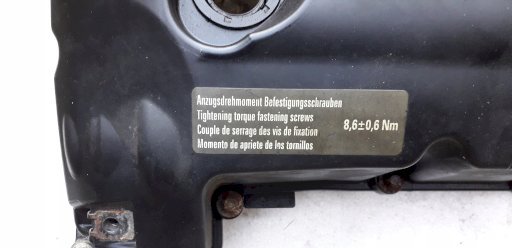 Anzugsdrehmoment Befestigungsschrauben
Tightening torque fastening screws
Couple de serrage des vis de fixation
Momento de apriete de los tornillos
8,6±0,6 Nm